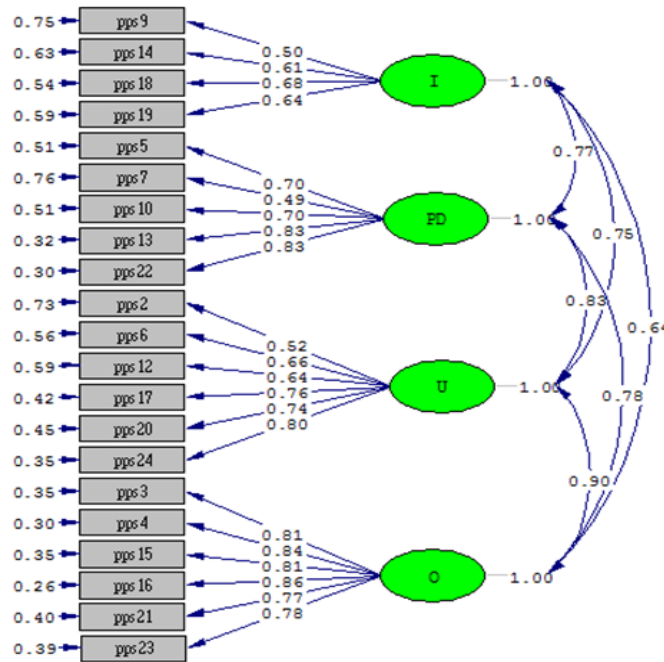 0.75 pps9
0.50
0.63 pps14
0.61
I 1.00
0.54 pps18
0.68
0.59 pps19
0.64
0.51 pps5
0.77
0.76 pps7
0.70
0.49
0.51 pps10
0.70
PD 1.00
0.32 pps13
0.83
0.75
0.30 pps22
0.83
0.73 pps2
0.83
0.64
0.56 pps6
0.52
0.66
0.59 pps12
0.64
U 1.00
0.78
0.42 pps17
0.76
0.45 pps20
0.74
0.35 pps24
0.80
0.35 pps3
0.90
0.30 pps4
0.81
0.84
0.35 pps15
0.81
O 1.00
0.26 pps16
0.86
0.40 pps21
0.77
0.39 pps23
0.78